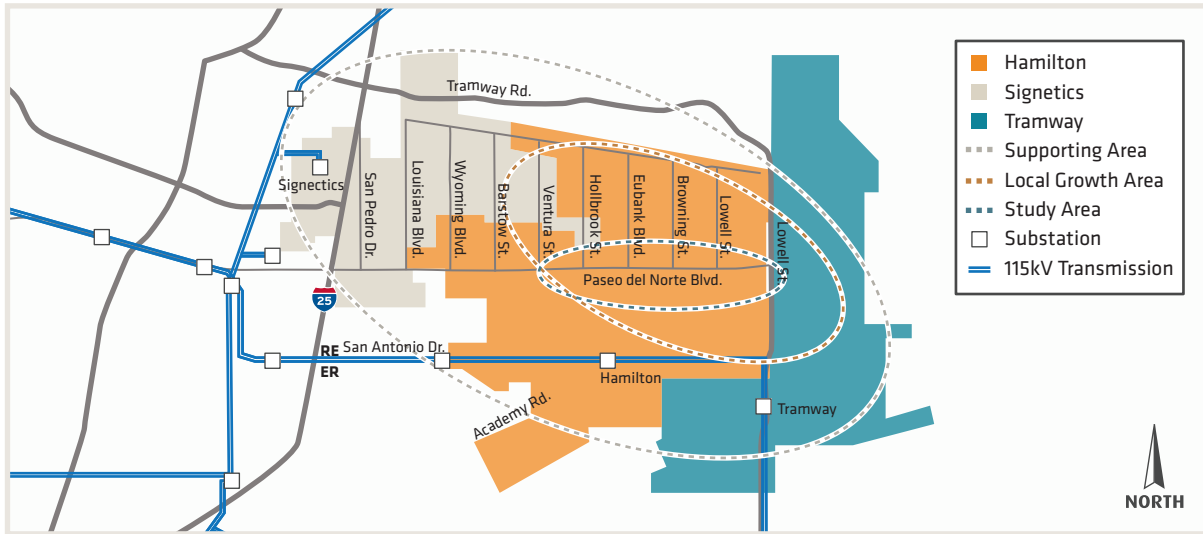 Tramway Rd.
Signectics
San Pedro Dr.
Louisiana Blvd.
Wyoming Blvd.
Barstow St.
Ventura St.
Holbrook St.
Eubank Blvd.
Browning St.
Lowell St.
Lowell St.
Paseo del Norte Blvd.
25
RE
ER
San Antonio Dr.
Hamilton
Academy Rd.
Tramway
Hamilton
Signetics
Tramway
Supporting Area
Local Growth Area
Study Area
Substation
115kV Transmission
NORTH